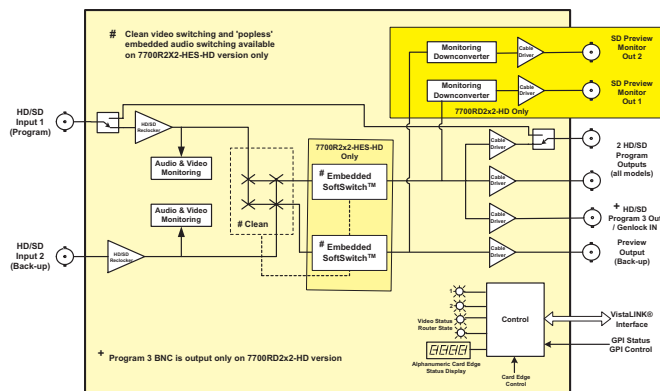 # Clean video switching and 'popless'
embedded audio switching available
on 7700R2X2-HES-HD version only
Monitoring
Downconverter
Cable
Driver
SD Preview
Monitor
Out 2
Monitoring
Downconverter
Cable
Driver
SD Preview
Monitor
Out 1
7700RD2x2-HD Only
HD/SD
Input 1
(Program)
HD/SD
Reclocker
Audio & Video
Monitoring
7700R2x2-HES-HD
Only
# Embedded
SoftSwitch™
Cable
Driver
2 HD/SD
Program
Outputs
(all models)
Cable
Driver
Audio & Video
Monitoring
# Clean
Cable
Driver
+ HD/SD
Program 3 Out
/ Genlock IN
HD/SD
Input 2
(Back-up)
HD/SD
Reclocker
# Embedded
SoftSwitch™
Cable
Driver
Preview
Output
(Back-up)
1
2
Video Status
Router State
Control
VistaLINK®
Interface
GPI Status
GPI Control
Alphanumeric Card Edge
Status Display
Card Edge
Control
+ Program 3 BNC is output only on 7700RD2x2-HD version